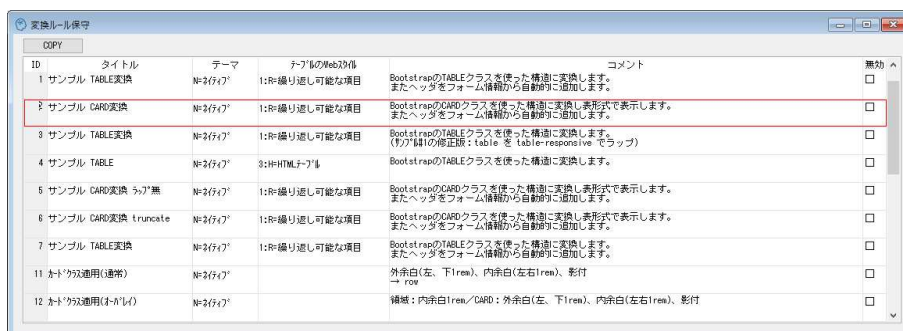 変換ルール保守
COPY
ID タイトル テーマ テーブルのWebスタイル コメント 無効
1 サンプル TABLE変換 N=ネイティブ 1:R=繰り返し可能な項目 BootstrapのTABLEクラスを使った構造に変換します。
またヘッダをフォーム情報から自動的に追加します。
2 サンプル CARD変換 N=ネイティブ 1:R=繰り返し可能な項目 BootstrapのCARDクラスを使った構造に変換し表形式で表示します。
またヘッダをフォーム情報から自動的に追加します。
3 サンプル TABLE変換 N=ネイティブ 1:R=繰り返し可能な項目 BootstrapのTABLEクラスを使った構造に変換します。
(サンプル#1の修正版:table を table-responsive でラップ)
4 サンプル TABLE N=ネイティブ 3:H=HTMLテーブル BootstrapのTABLEクラスを使った構造に変換します。
5 サンプル CARD変換 ラップ無 N=ネイティブ 1:R=繰り返し可能な項目 BootstrapのCARDクラスを使った構造に変換し表形式で表示します。
またヘッダをフォーム情報から自動的に追加します。
6 サンプル CARD変換 truncate N=ネイティブ 1:R=繰り返し可能な項目 BootstrapのCARDクラスを使った構造に変換し表形式で表示します。
またヘッダをフォーム情報から自動的に追加します。
7 サンプル TABLE変換 N=ネイティブ 1:R=繰り返し可能な項目 BootstrapのTABLEクラスを使った構造に変換します。
またヘッダをフォーム情報から自動的に追加します。
11 カードクラス適用(通常) N=ネイティブ 外余白(左、下1rem)、内余白(左右1rem)、影付
→ row
12 カードクラス適用(オーバレイ) N=ネイティブ 領域:内余白1rem/CARD:外余白(左、下1rem)、内余白(左右1rem)、影付